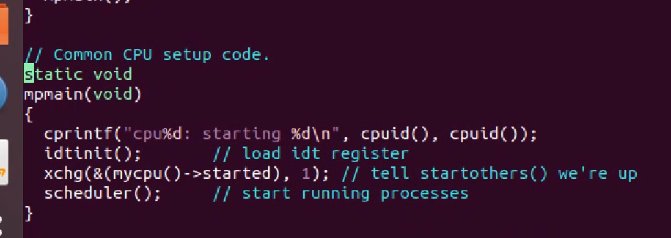 }
// Common CPU setup code.
static void
mpmain(void)
{
  cprintf("cpu%d: starting %d\n", cpuid(), cpuid());
  idtinit();       // load idt register
  xchg(&(mycpu()->started), 1); // tell startothers() we're up
  scheduler();     // start running processes
}